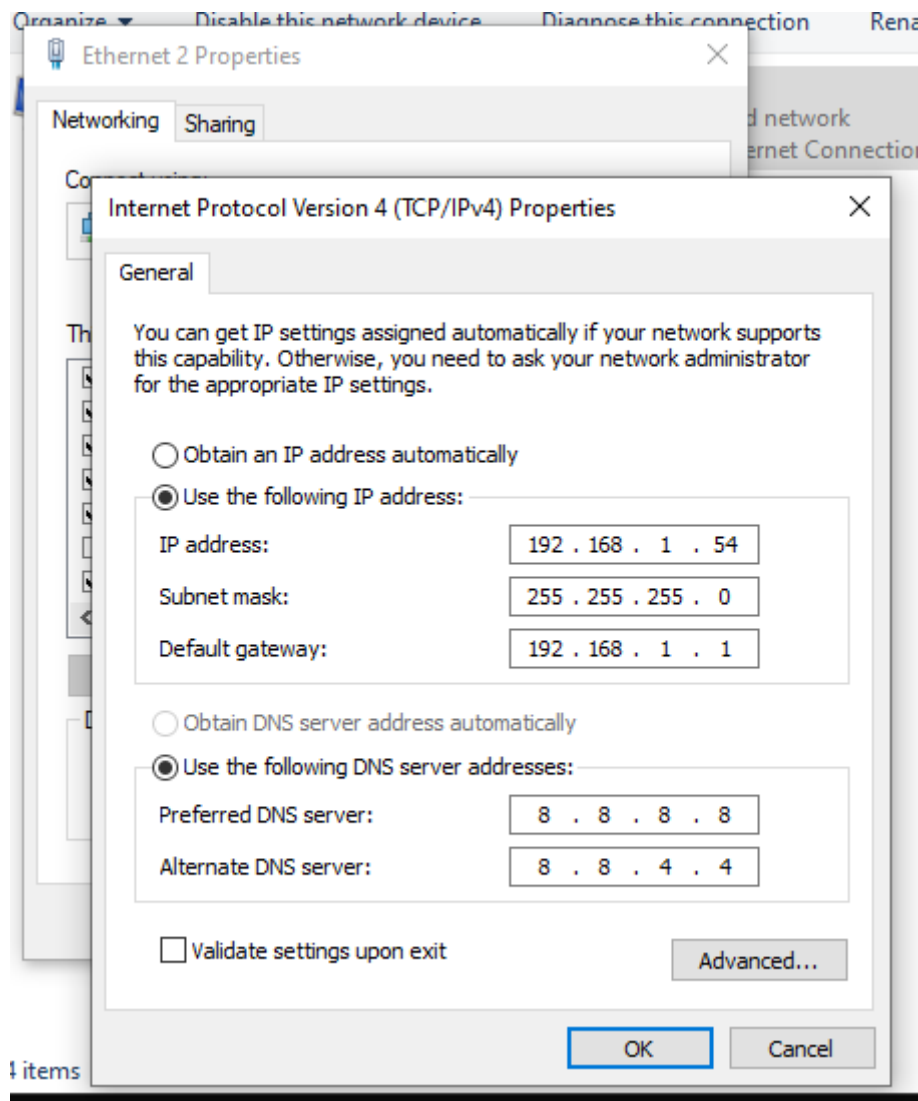 Organize Disable this network device Diagnose this connection
Ethernet 2 Properties
Networking Sharing
d network
ernet Connection
Internet Protocol Version 4 (TCP/IPv4) Properties
General
You can get IP settings assigned automatically if your network supports
this capability. Otherwise, you need to ask your network administrator
for the appropriate IP settings.
Obtain an IP address automatically
Use the following IP address:
IP address: 192 . 168 . 1 . 54
Subnet mask: 255 . 255 . 255 . 0
Default gateway: 192 . 168 . 1 . 1
Obtain DNS server address automatically
Use the following DNS server addresses:
Preferred DNS server: 8 . 8 . 8 . 8
Alternate DNS server: 8 . 8 . 4 . 4
Validate settings upon exit
Advanced...
OK Cancel
4 items